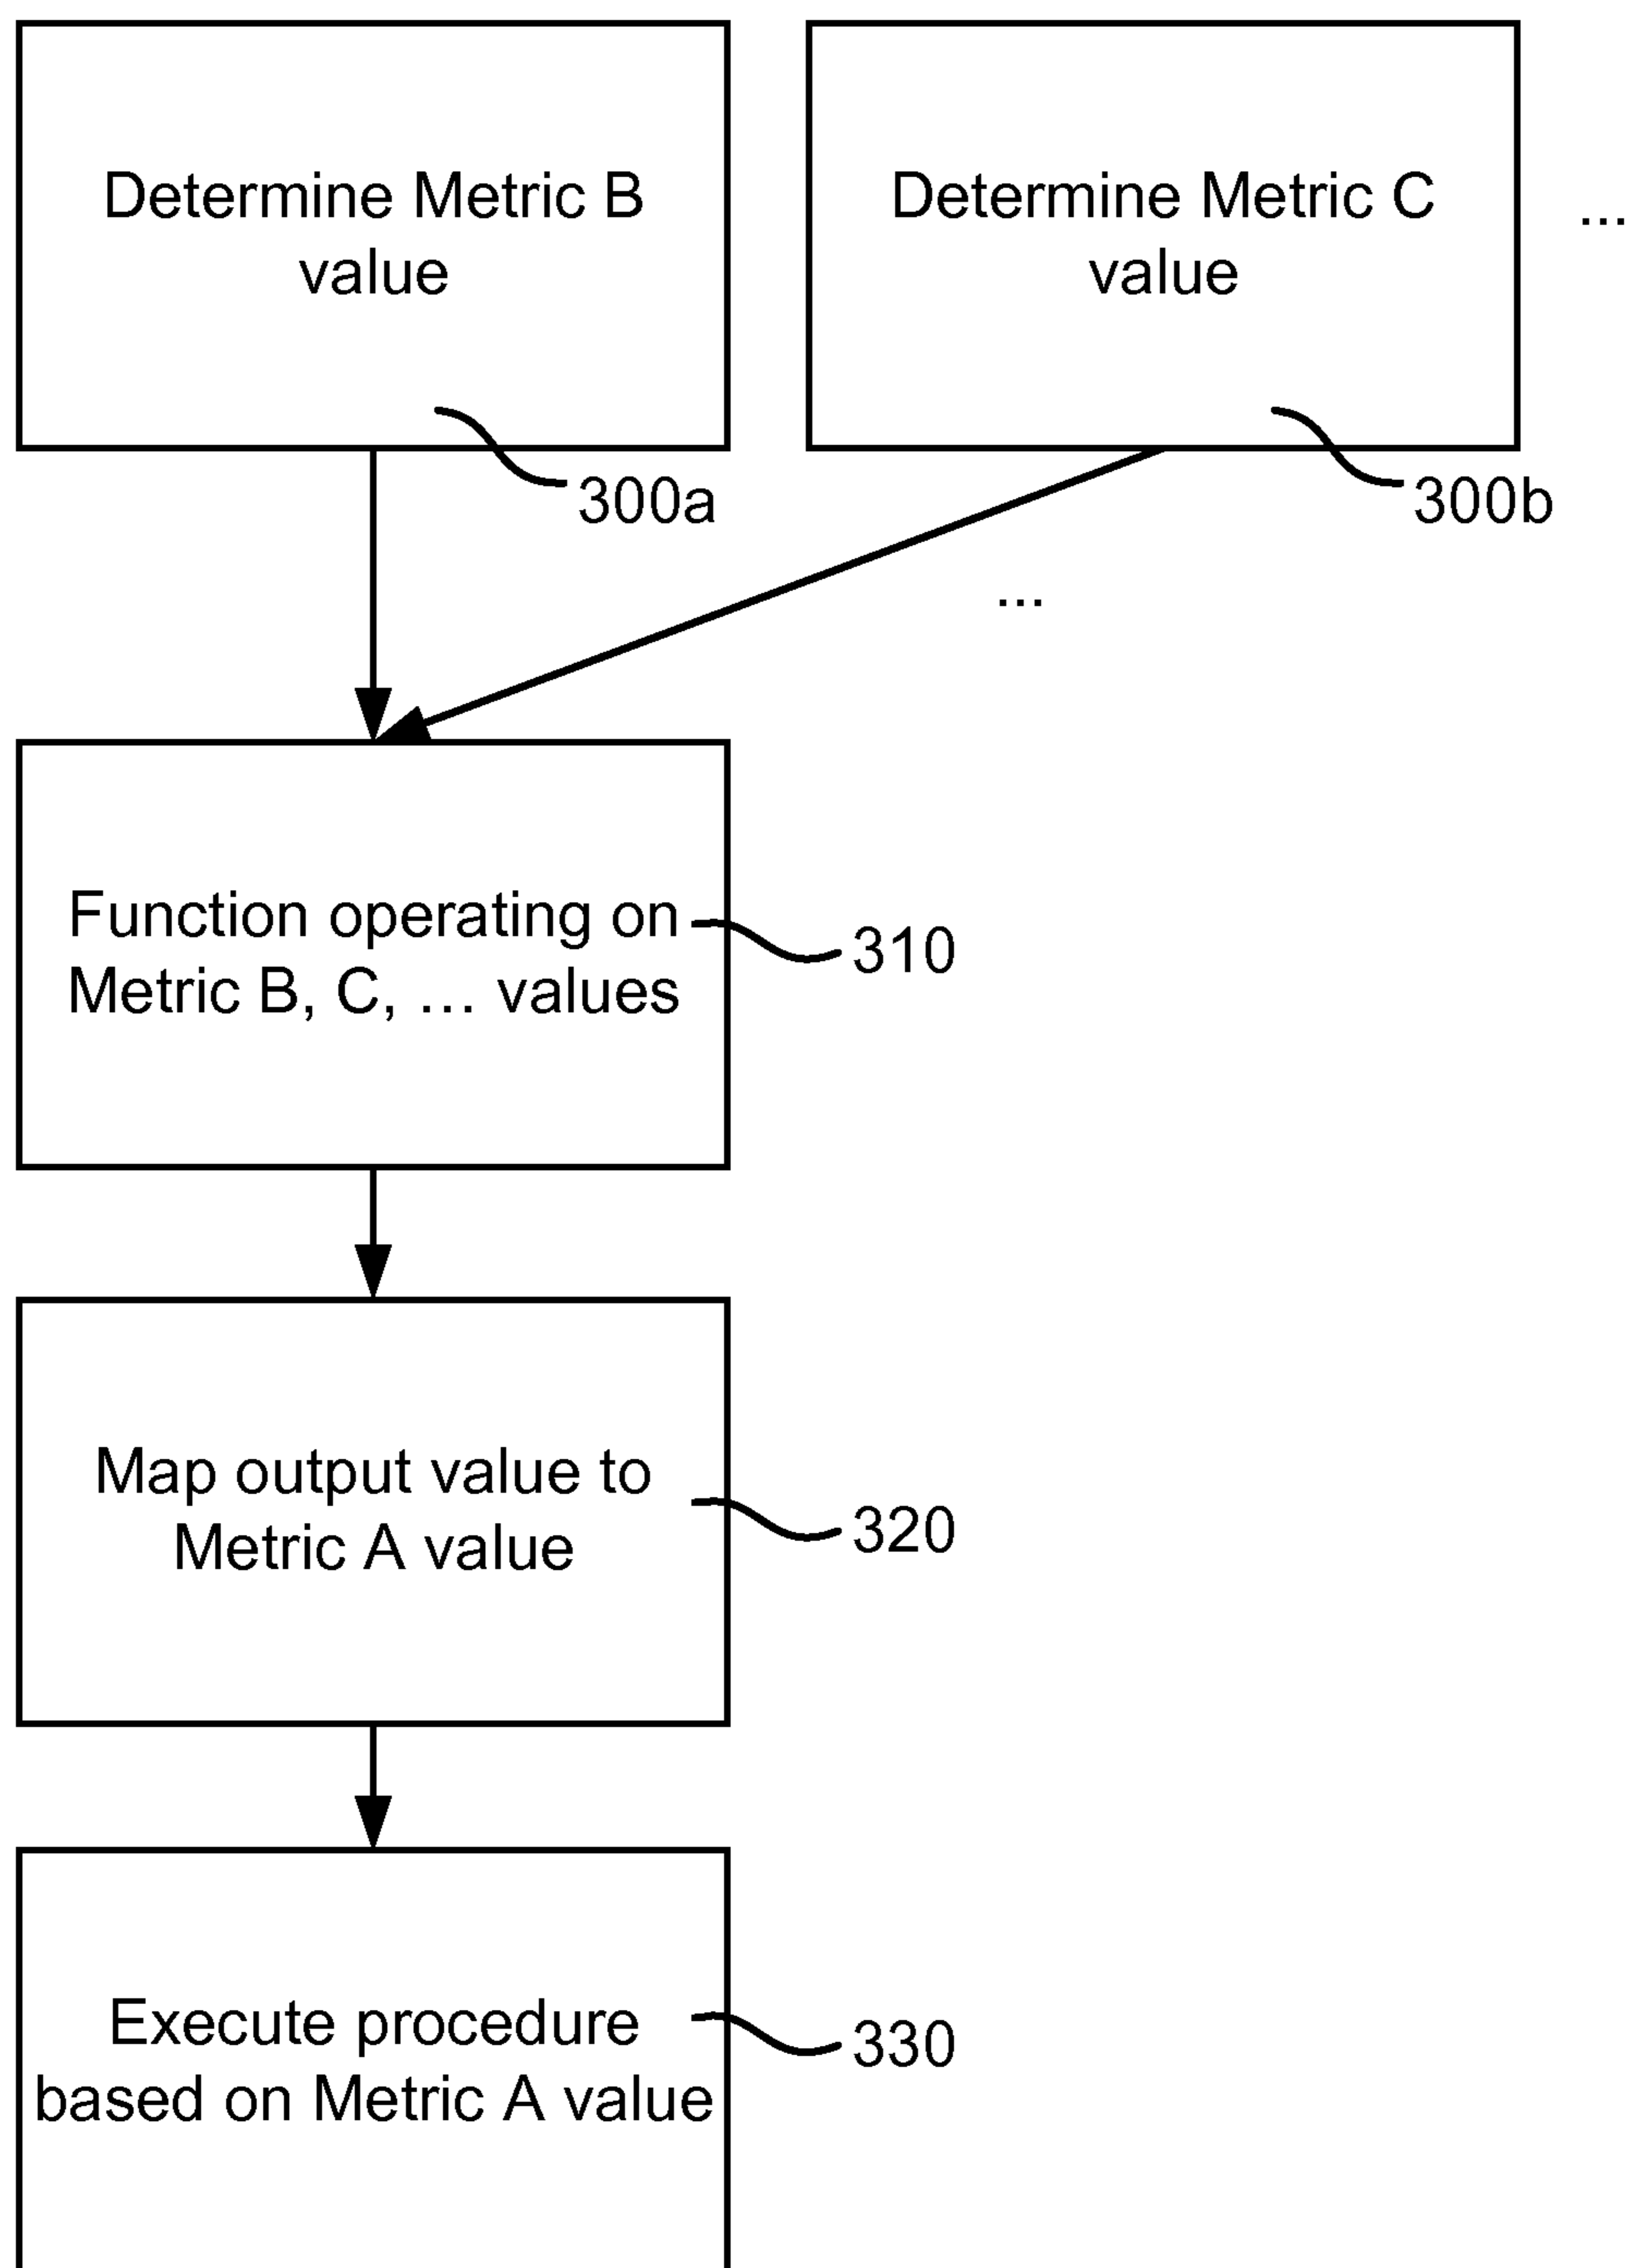 Determine Metric B
value
300a
Determine Metric C
value
300b
...
...
Function operating on
Metric B, C, ... values
310
Map output value to
Metric A value
320
Execute procedure
based on Metric A value
330